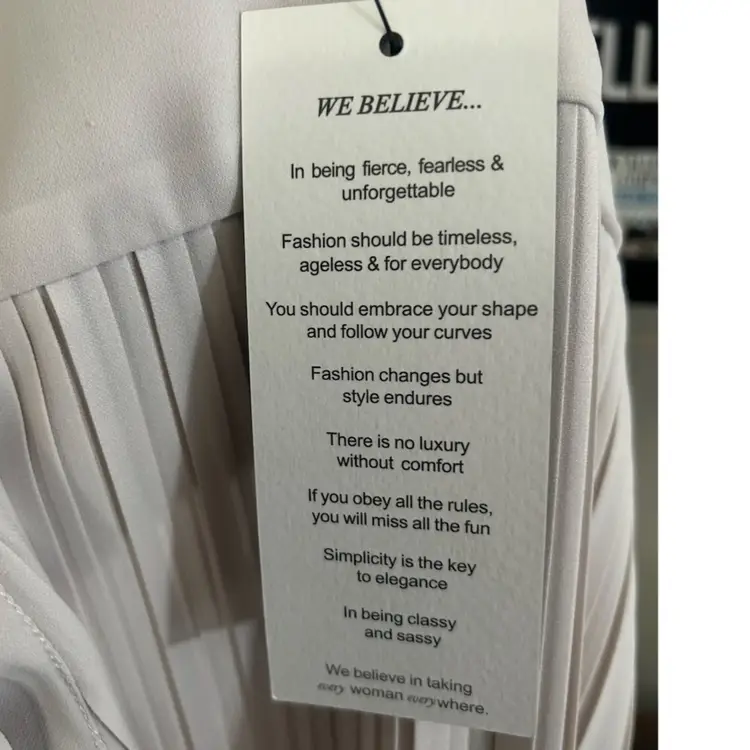 WE BELIEVE...
In being fierce, fearless &
unforgettable
Fashion should be timeless,
ageless & for everybody
You should embrace your shape
and follow your curves
Fashion changes but
style endures
There is no luxury
without comfort
If you obey all the rules,
you will miss all the fun
Simplicity is the key
to elegance
In being classy
and sassy
We believe in taking
every woman everywhere.
LL